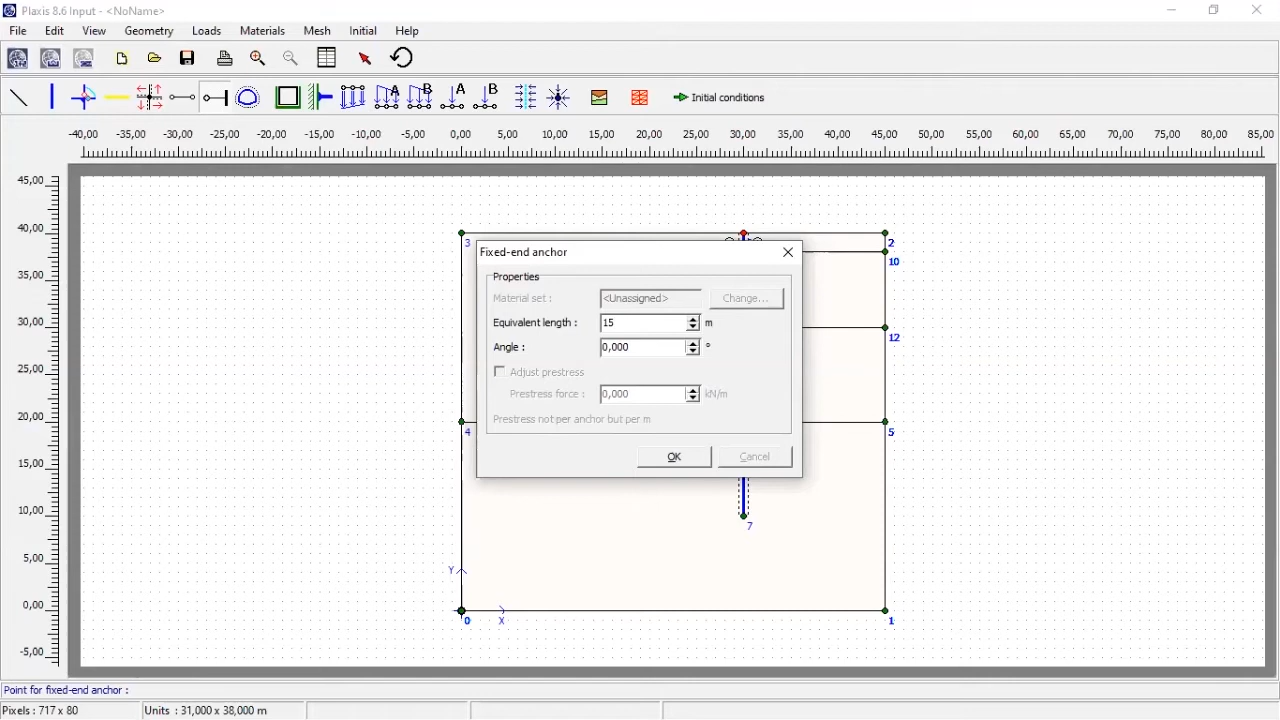 Plaxis 8.6 Input - <NoName>
File Edit View Geometry Loads Materials Mesh Initial Help
A B A B Initial conditions
-40,00 -35,00 -30,00 -25,00 -20,00 -15,00 -10,00 -5,00 0,00 5,00 10,00 15,00 20,00 25,00 30,00 35,00 40,00 45,00 50,00 55,00 60,00 65,00 70,00 75,00 80,00 85,00
45,00
40,00
35,00
30,00
25,00
20,00
15,00
10,00
5,00
0,00
-5,00
3
2
10
12
4
5
7
Y
X
0
1
Fixed-end anchor
Properties
Material set : <Unassigned> Change...
Equivalent length : 15 m
Angle : 0,000 °
Adjust prestress
Prestress force : 0,000 kN/m
Prestress not per anchor but per m
OK Cancel
Point for fixed-end anchor :
Pixels : 717 x 80 Units : 31,000 x 38,000 m